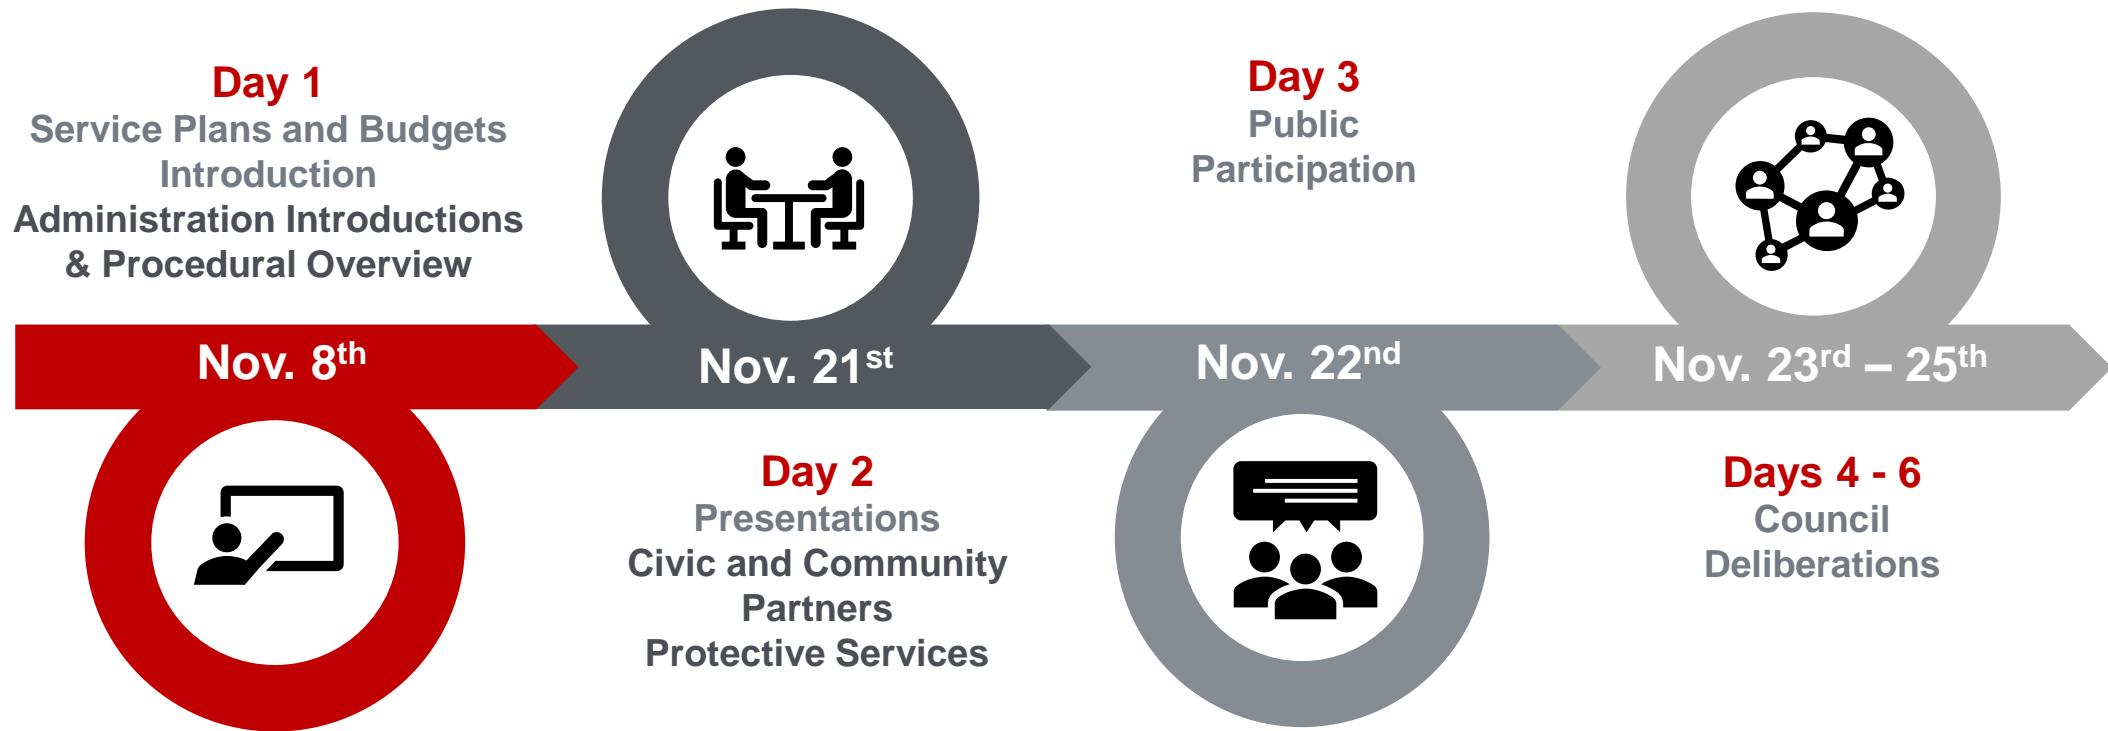 Day 1
Service Plans and Budgets
Introduction
Administration Introductions
& Procedural Overview
Nov. 8th
Nov. 21st
Day 2
Presentations
Civic and Community
Partners
Protective Services
Day 3
Public
Participation
Nov. 22nd
Nov. 23rd – 25th
Days 4 - 6
Council
Deliberations